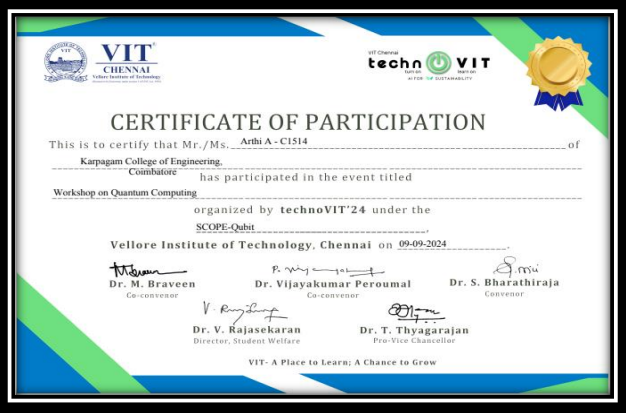 VIT
CHENNAI
Vellore Institute of Technology
VIT Chennai
techno VIT
turn on learn on
CERTIFICATE OF PARTICIPATION
This is to certify that Mr./Ms. Arthi A - C1514 of
Karpagam College of Engineering,
Coimbatore has participated in the event titled
Workshop on Quantum Computing
organized by technoVIT'24 under the
SCOPE-Qubit,
Vellore Institute of Technology, Chennai on 09-09-2024.
Dr. M. Braveen Dr. Vijayakumar Peroumal Dr. S. Bharathiraja
Co-convenor Co-convenor Convenor
Dr. V. Rajasekaran Dr. T. Thyagarajan
Director, Student Welfare Pro-Vice Chancellor
VIT- A Place to Learn; A Chance to Grow